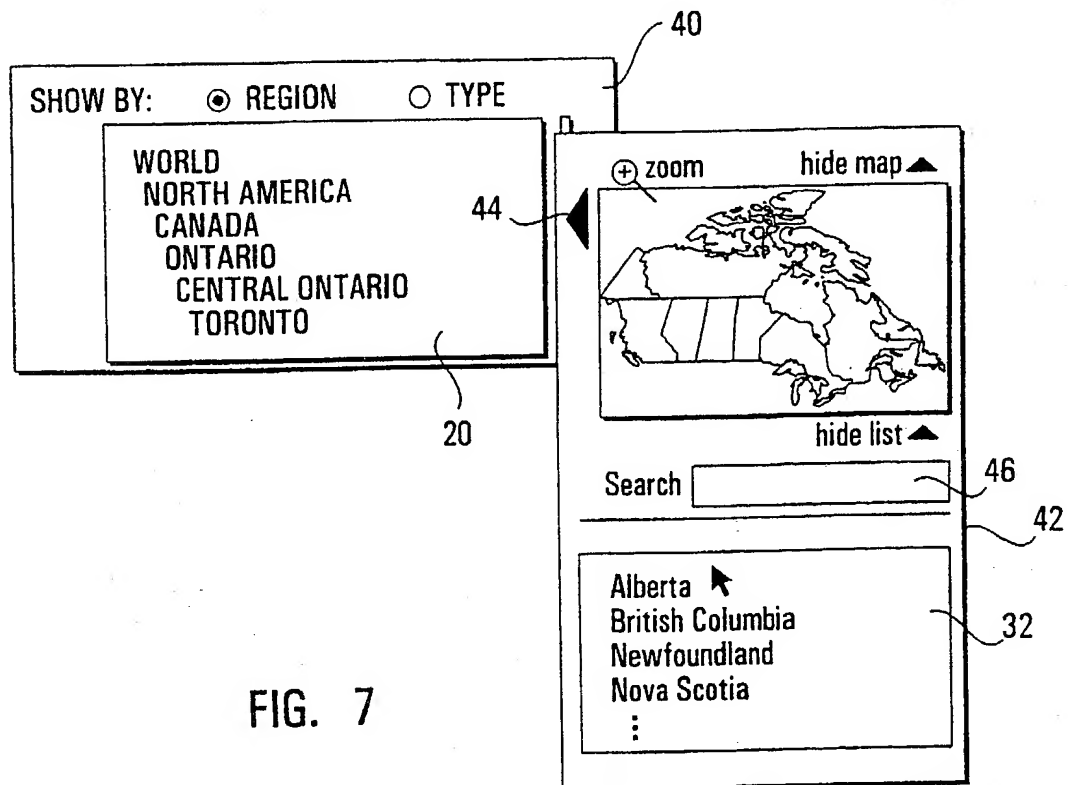 40
SHOW BY: REGION TYPE
WORLD
NORTH AMERICA
CANADA
ONTARIO
CENTRAL ONTARIO
TORONTO
20
44
zoom hide map
hide list
Search
46
42
Alberta
British Columbia
Newfoundland
Nova Scotia
⋮
32
FIG. 7